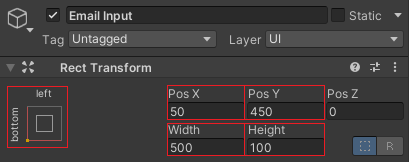 Email Input
Static
Tag Untagged Layer UI
Rect Transform
left
bottom
Pos X Pos Y Pos Z
50 450 0
Width Height
500 100
R